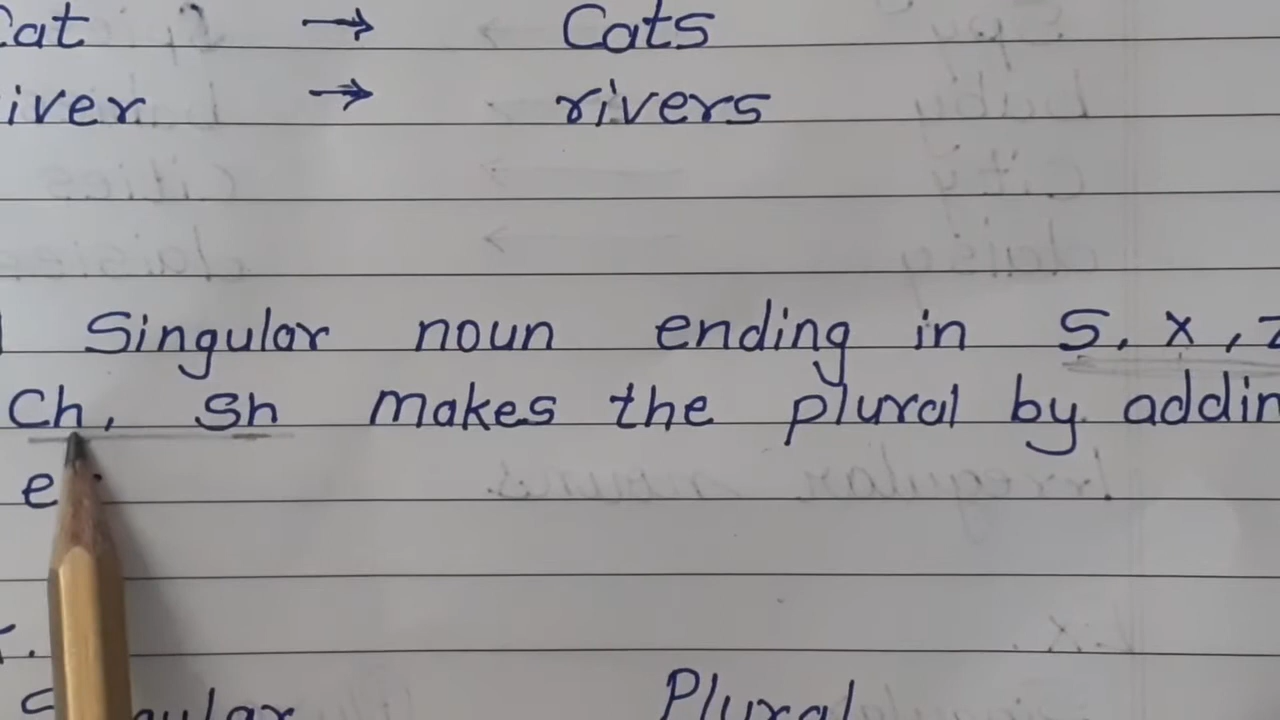 Cat → Cats
iver → rivers
Singular noun ending in s, x, z
Ch, Sh makes the plural by addin
e
Plural